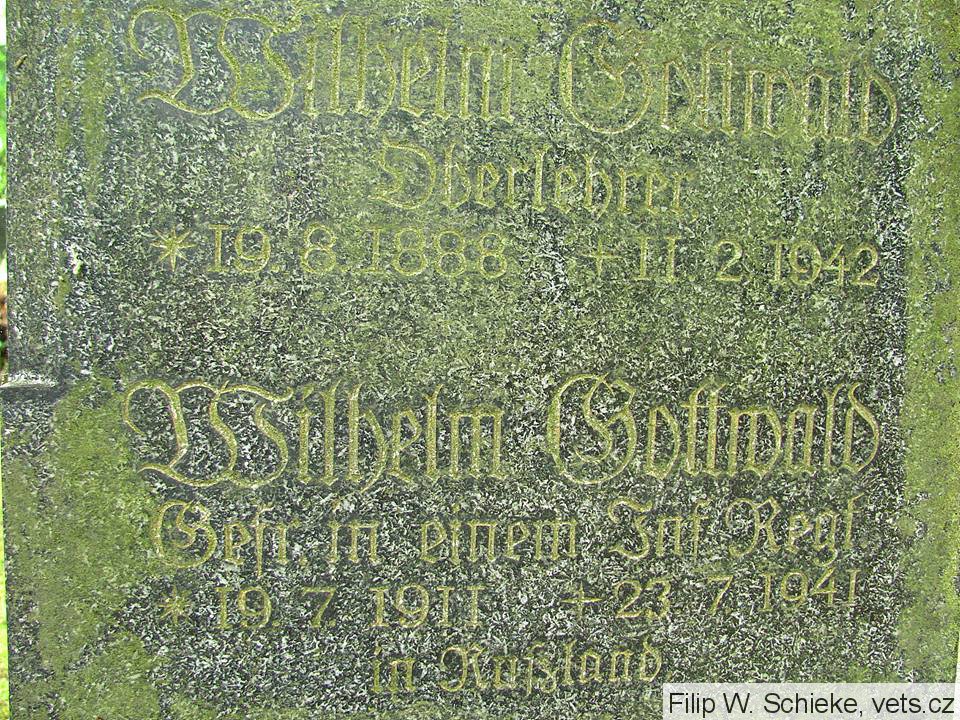 Wilhelm Gottwald
Oberlehrer
* 19. 8. 1888 + 11. 2. 1942
Wilhelm Gottwald
Gefr. in einem Inf Regt.
* 19. 7. 1911 + 23. 7. 1941
in Rußland
Filip W. Schieke, vets.cz